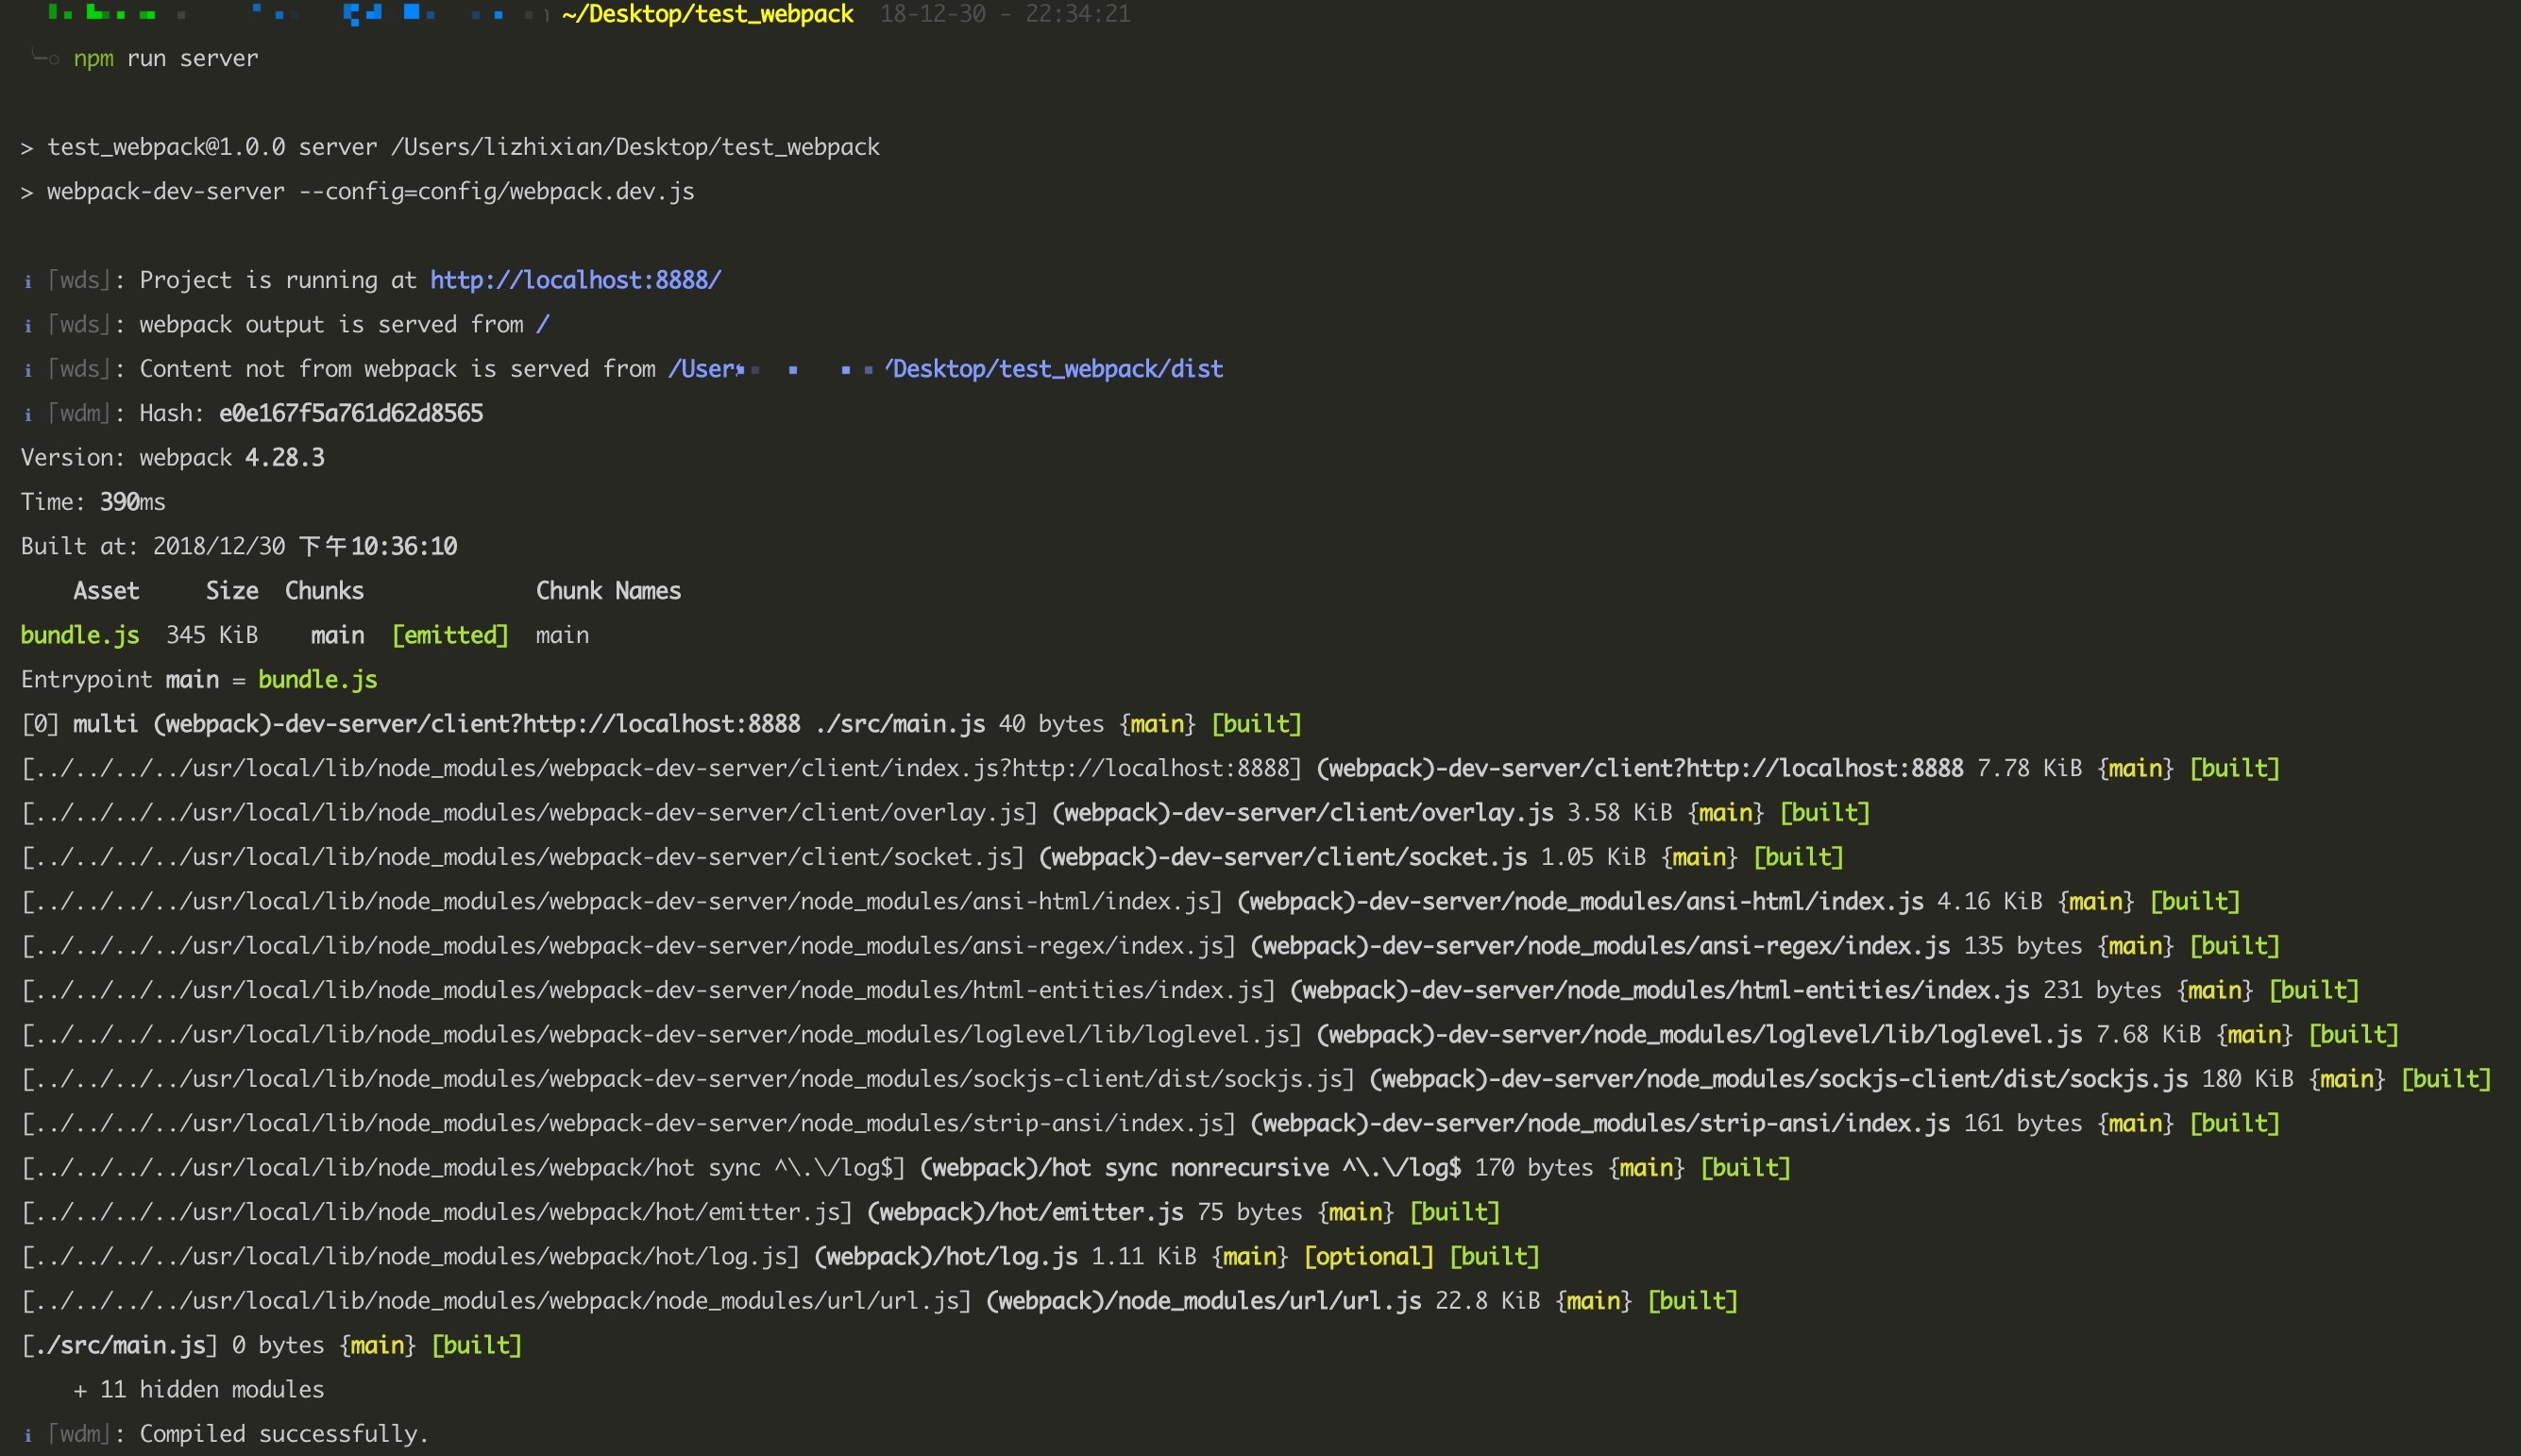 ~/Desktop/test_webpack 18-12-30 - 22:34:21
╰─○ npm run server
> test_webpack@1.0.0 server /Users/lizhixian/Desktop/test_webpack
> webpack-dev-server --config=config/webpack.dev.js
ℹ ｢wds｣: Project is running at http://localhost:8888/
ℹ ｢wds｣: webpack output is served from /
ℹ ｢wds｣: Content not from webpack is served from /Users /Desktop/test_webpack/dist
ℹ ｢wdm｣: Hash: e0e167f5a761d62d8565
Version: webpack 4.28.3
Time: 390ms
Built at: 2018/12/30 下午10:36:10
Asset Size Chunks Chunk Names
bundle.js 345 KiB main [emitted] main
Entrypoint main = bundle.js
[0] multi (webpack)-dev-server/client?http://localhost:8888 ./src/main.js 40 bytes {main} [built]
[../../../../usr/local/lib/node_modules/webpack-dev-server/client/index.js?http://localhost:8888] (webpack)-dev-server/client?http://localhost:8888 7.78 KiB {main} [built]
[../../../../usr/local/lib/node_modules/webpack-dev-server/client/overlay.js] (webpack)-dev-server/client/overlay.js 3.58 KiB {main} [built]
[../../../../usr/local/lib/node_modules/webpack-dev-server/client/socket.js] (webpack)-dev-server/client/socket.js 1.05 KiB {main} [built]
[../../../../usr/local/lib/node_modules/webpack-dev-server/node_modules/ansi-html/index.js] (webpack)-dev-server/node_modules/ansi-html/index.js 4.16 KiB {main} [built]
[../../../../usr/local/lib/node_modules/webpack-dev-server/node_modules/ansi-regex/index.js] (webpack)-dev-server/node_modules/ansi-regex/index.js 135 bytes {main} [built]
[../../../../usr/local/lib/node_modules/webpack-dev-server/node_modules/html-entities/index.js] (webpack)-dev-server/node_modules/html-entities/index.js 231 bytes {main} [built]
[../../../../usr/local/lib/node_modules/webpack-dev-server/node_modules/loglevel/lib/loglevel.js] (webpack)-dev-server/node_modules/loglevel/lib/loglevel.js 7.68 KiB {main} [built]
[../../../../usr/local/lib/node_modules/webpack-dev-server/node_modules/sockjs-client/dist/sockjs.js] (webpack)-dev-server/node_modules/sockjs-client/dist/sockjs.js 180 KiB {main} [built]
[../../../../usr/local/lib/node_modules/webpack-dev-server/node_modules/strip-ansi/index.js] (webpack)-dev-server/node_modules/strip-ansi/index.js 161 bytes {main} [built]
[../../../../usr/local/lib/node_modules/webpack/hot sync ^\.\/log$] (webpack)/hot sync nonrecursive ^\.\/log$ 170 bytes {main} [built]
[../../../../usr/local/lib/node_modules/webpack/hot/emitter.js] (webpack)/hot/emitter.js 75 bytes {main} [built]
[../../../../usr/local/lib/node_modules/webpack/hot/log.js] (webpack)/hot/log.js 1.11 KiB {main} [optional] [built]
[../../../../usr/local/lib/node_modules/webpack/node_modules/url/url.js] (webpack)/node_modules/url/url.js 22.8 KiB {main} [built]
[./src/main.js] 0 bytes {main} [built]
+ 11 hidden modules
ℹ ｢wdm｣: Compiled successfully.